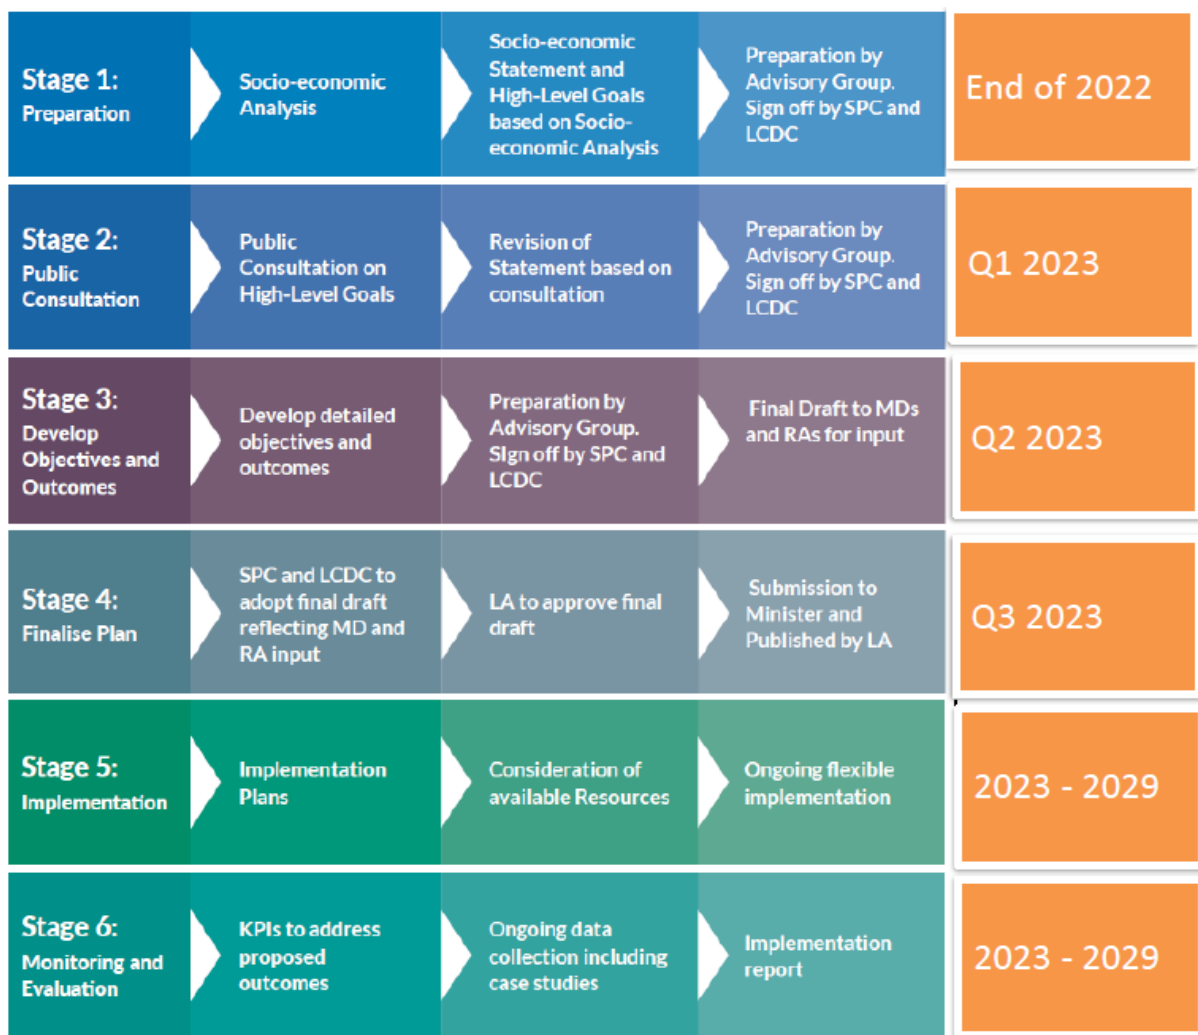 Stage 1:
Preparation
Socio-economic
Analysis
Socio-economic
Statement and
High-Level Goals
based on Socio-
economic Analysis
Preparation by
Advisory Group.
Sign off by SPC and
LCDC
End of 2022
Stage 2:
Public
Consultation
Public
Consultation on
High-Level Goals
Revision of
Statement based on
consultation
Preparation by
Advisory Group.
Sign off by SPC and
LCDC
Q1 2023
Stage 3:
Develop
Objectives and
Outcomes
Develop detailed
objectives and
outcomes
Preparation by
Advisory Group.
Sign off by SPC and
LCDC
Final Draft to MDs
and RAs for input
Q2 2023
Stage 4:
Finalise Plan
SPC and LCDC to
adopt final draft
reflecting MD and
RA input
LA to approve final
draft
Submission to
Minister and
Published by LA
Q3 2023
Stage 5:
Implementation
Implementation
Plans
Consideration of
available Resources
Ongoing flexible
implementation
2023 - 2029
Stage 6:
Monitoring and
Evaluation
KPIs to address
proposed
outcomes
Ongoing data
collection including
case studies
Implementation
report
2023 - 2029